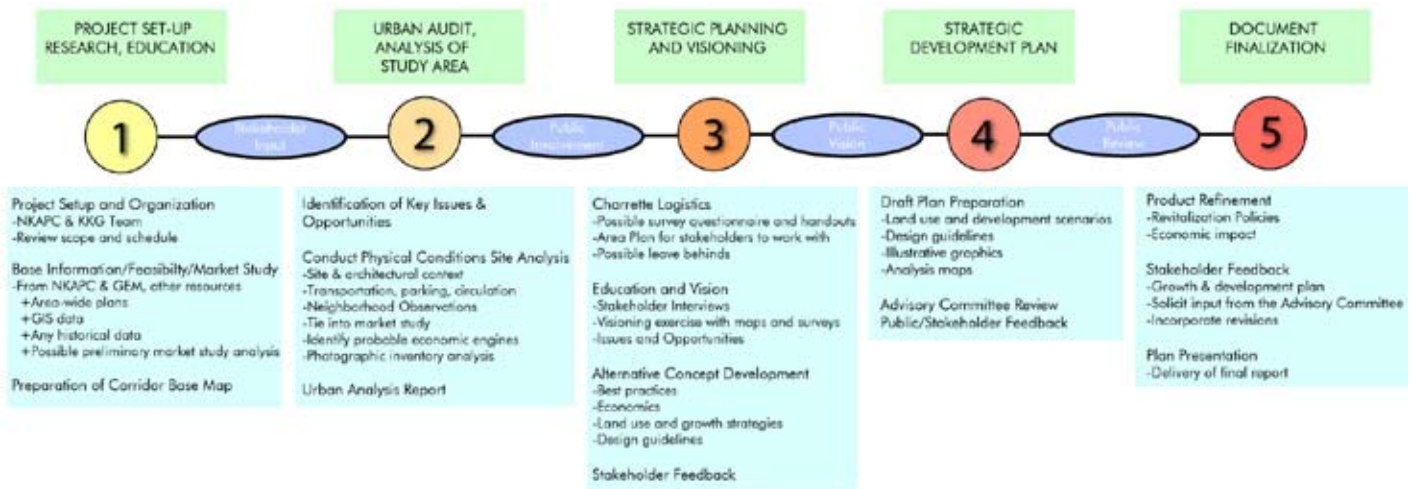 PROJECT SET-UP
RESEARCH, EDUCATION
URBAN AUDIT,
ANALYSIS OF
STUDY AREA
STRATEGIC PLANNING
AND VISIONING
STRATEGIC
DEVELOPMENT PLAN
DOCUMENT
FINALIZATION
1
Stakeholder
Input
2
Public
Involvement
3
Public
Vision
4
Public
Review
5
Project Setup and Organization
-NKAPC & KKG Team
-Review scope and schedule
Base Information/Feasibilty/Market Study
-From NKAPC & GEM, other resources
+Area-wide plans
+GIS data
+Any historical data
+Possible preliminary market study analysis
Preparation of Corridor Base Map
Identification of Key Issues &
Opportunities
Conduct Physical Conditions Site Analysis
-Site & architectural context
-Transportation, parking, circulation
-Neighborhood Observations
-Tie into market study
-Identify probable economic engines
-Photographic inventory analysis
Urban Analysis Report
Charrette Logistics
-Possible survey questionnaire and handouts
-Area Plan for stakeholders to work with
-Possible leave behinds
Education and Vision
-Stakeholder Interviews
-Visioning exercise with maps and surveys
-Issues and Opportunities
Alternative Concept Development
-Best practices
-Economics
-Land use and growth strategies
-Design guidelines
Stakeholder Feedback
Draft Plan Preparation
-Land use and development scenarios
-Design guidelines
-Illustrative graphics
-Analysis maps
Advisory Committee Review
Public/Stakeholder Feedback
Product Refinement
-Revitalization Policies
-Economic impact
Stakeholder Feedback
-Growth & development plan
-Solicit input from the Advisory Committee
-Incorporate revisions
Plan Presentation
-Delivery of final report